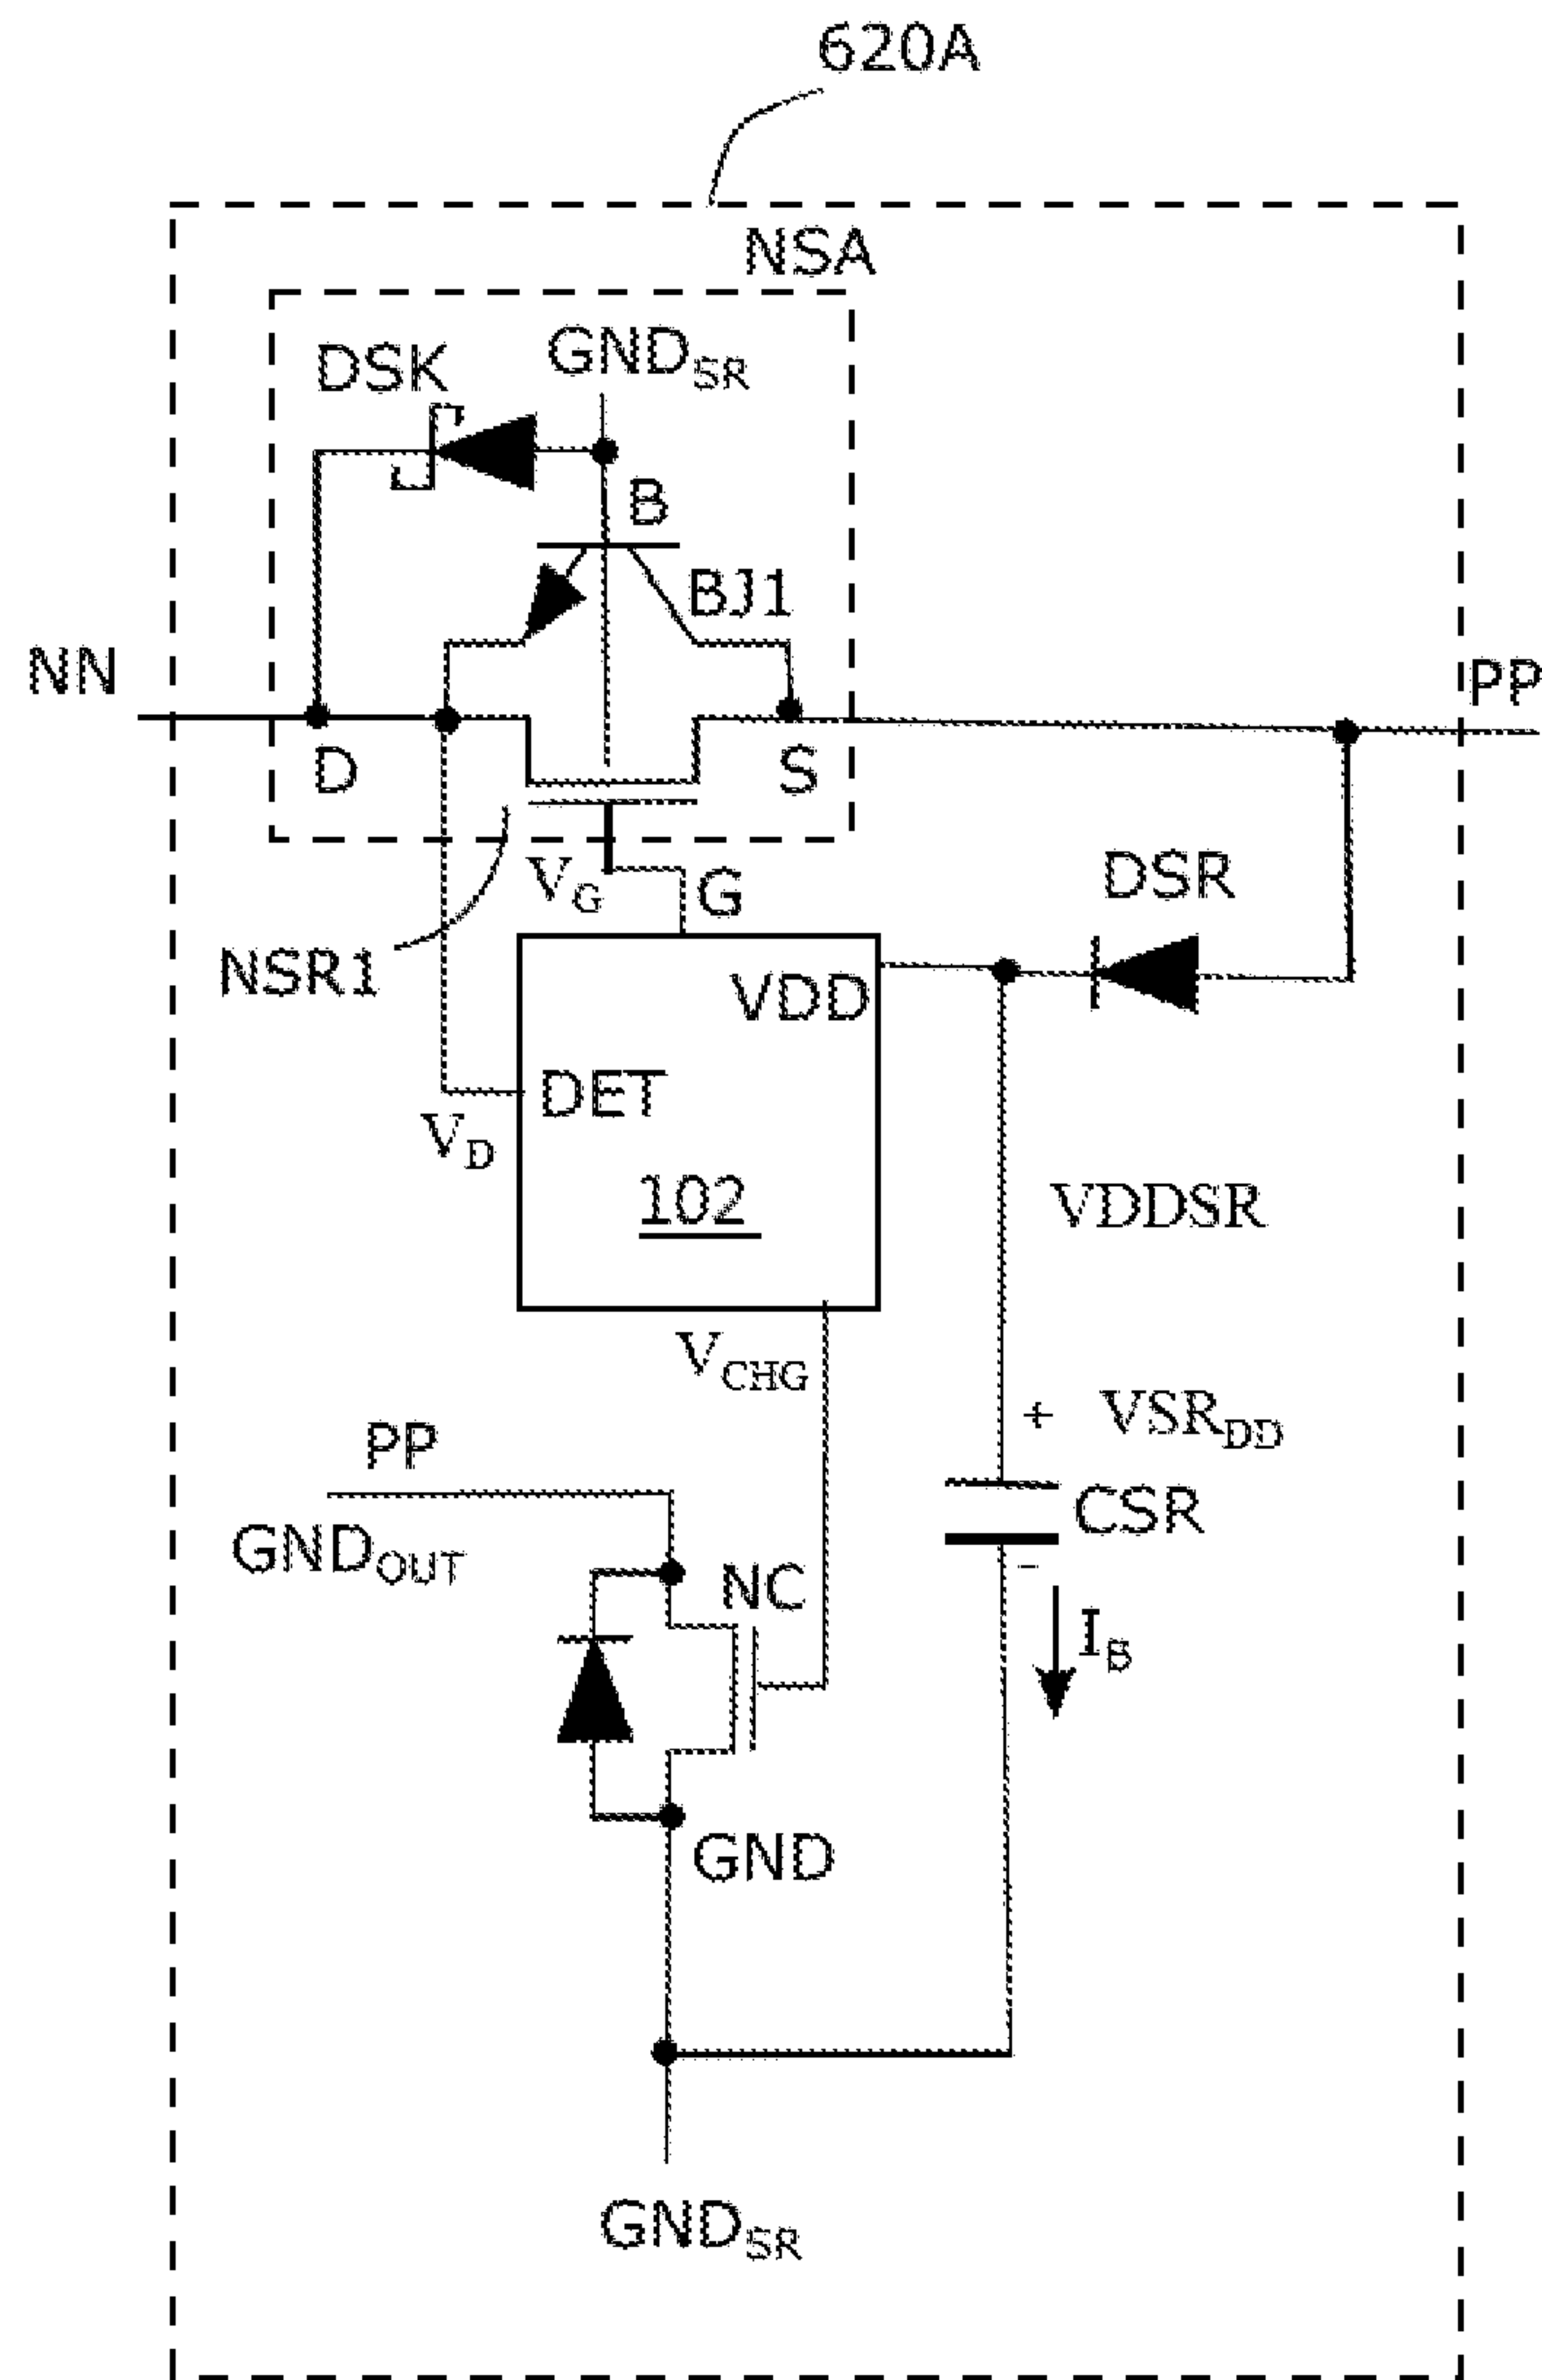 620A
NSA
DSK
GNDSR
B
BJ1
NN
PP
D
S
VG
G
DSR
NSR1
VDD
DET
VD
102
VDDSR
VCHG
+
VSRDD
PP
CSR
GNDOUT
-
NC
IB
GND
GNDSR